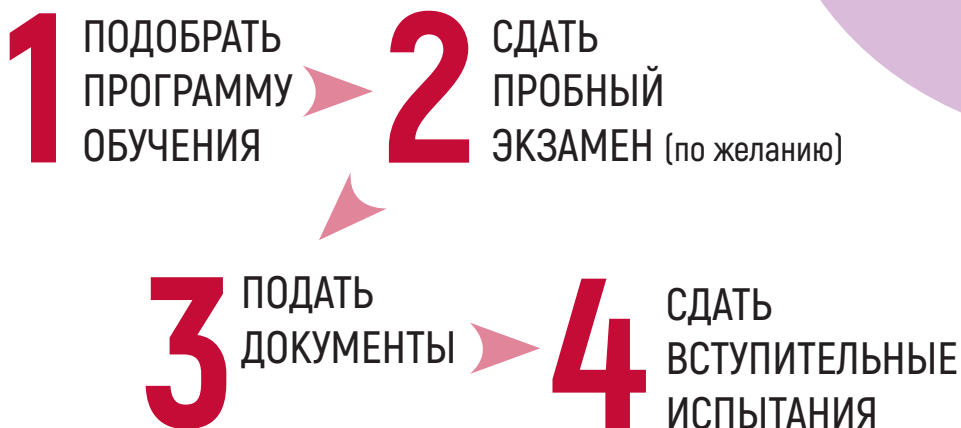 1
ПОДОБРАТЬ
ПРОГРАММУ
ОБУЧЕНИЯ
2
СДАТЬ
ПРОБНЫЙ
ЭКЗАМЕН (по желанию)
3
ПОДАТЬ
ДОКУМЕНТЫ
4
СДАТЬ
ВСТУПИТЕЛЬНЫЕ
ИСПЫТАНИЯ